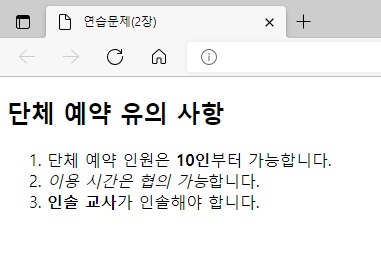 연습문제(2장)
단체 예약 유의 사항
1. 단체 예약 인원은 10인부터 가능합니다.
2. 이용 시간은 협의 가능합니다.
3. 인솔 교사가 인솔해야 합니다.